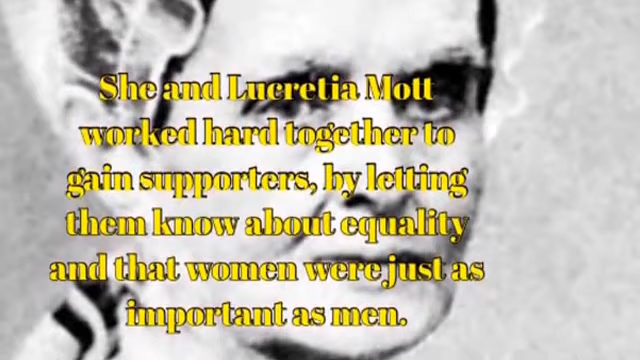 She and Lucretia Mott
worked hard together to
gain supporters, by letting
them know about equality
and that women were just as
important as men.